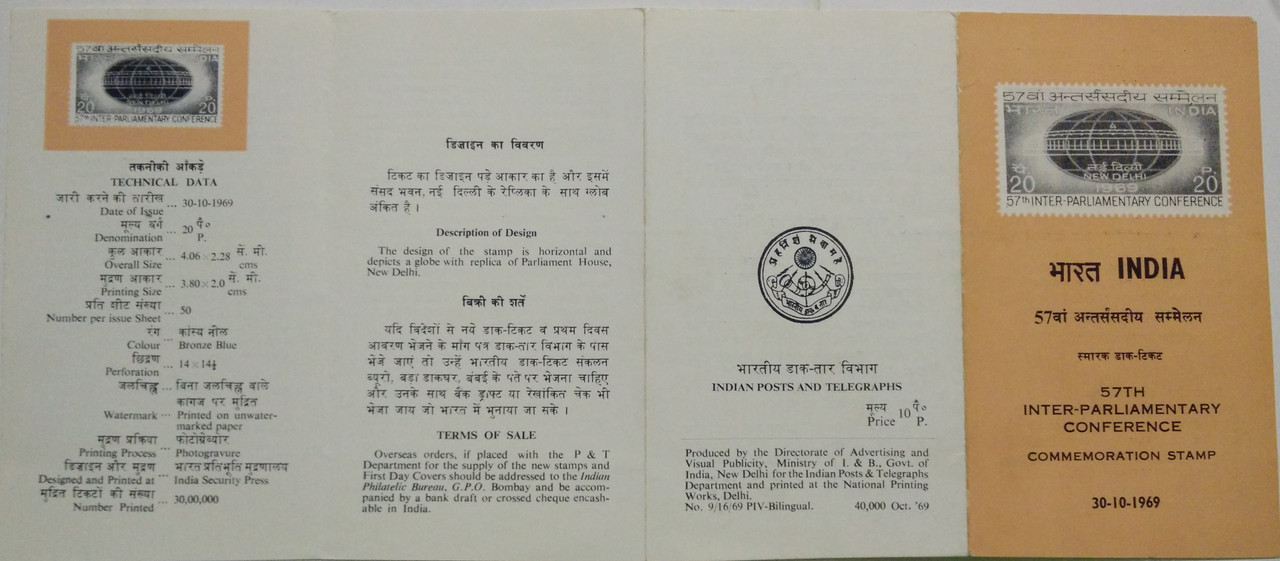 57वां अन्तर्संसदीय सम्मेलन
भारत INDIA
नई दिल्ली
NEW DELHI
20 1969 20
57th INTER-PARLIAMENTARY CONFERENCE
तकनीकी आँकड़े
TECHNICAL DATA
जारी करने की तारीख ... 30-10-1969
Date of Issue
मूल्य वर्ग ... 20 पै०
Denomination P.
कुल आकार ... 4.06×2.28 सें. मी.
Overall Size cms
मुद्रण आकार ... 3.80×2.0 सें. मी.
Printing Size cms
प्रति शीट संख्या ... 50
Number per issue Sheet
रंग कांस्य नील
Colour ... Bronze Blue
छिद्रण ... 14×14½
Perforation
जलचिह्न ... बिना जलचिह्न वाले
कागज पर मुद्रित
Watermark ... Printed on unwater-
marked paper
मुद्रण प्रक्रिया ... फोटोग्रेव्योर
Printing Process ... Photogravure
डिज़ाइन और मुद्रण ... भारत प्रतिभूति मुद्रणालय
Designed and Printed at ... India Security Press
मुद्रित टिकटों की संख्या ... 30,00,000
Number Printed
डिज़ाइन का विवरण
टिकट का डिज़ाइन पड़े आकार का है और इसमें
संसद भवन, नई दिल्ली के रेप्लिका के साथ ग्लोब
अंकित है ।
Description of Design
The design of the stamp is horizontal and
depicts a globe with replica of Parliament House,
New Delhi.
बिक्री की शर्तें
यदि विदेशों से नये डाक-टिकट व प्रथम दिवस
आवरण भेजने के माँग पत्र डाक-तार विभाग के पास
भेजे जाएं तो उन्हें भारतीय डाक-टिकट संकलन
ब्यूरो, बड़ा डाकघर, बंबई के पते पर भेजना चाहिए
और उनके साथ बैंक ड्राफ्ट या रेखांकित चेक भी
भेजा जाय जो भारत में भुनाया जा सके ।
TERMS OF SALE
Overseas orders, if placed with the P & T
Department for the supply of the new stamps and
First Day Covers should be addressed to the Indian
Philatelic Bureau, G.P.O. Bombay and be accom-
panied by a bank draft or crossed cheque encash-
able in India.
भारतीय डाक-तार विभाग
INDIAN POSTS AND TELEGRAPHS
मूल्य 10 पै०
Price P.
Produced by the Directorate of Advertising and
Visual Publicity, Ministry of I. & B., Govt. of
India, New Delhi for the Indian Posts & Telegraphs
Department and printed at the National Printing
Works, Delhi.
No. 9/16/69 PIV-Bilingual. 40,000 Oct. '69
57वां अन्तर्संसदीय सम्मेलन
भारत INDIA
नई दिल्ली
NEW DELHI
पै. 1969 P.
20 20
57th INTER-PARLIAMENTARY CONFERENCE
भारत INDIA
57वां अन्तर्संसदीय सम्मेलन
स्मारक डाक-टिकट
57TH
INTER-PARLIAMENTARY
CONFERENCE
COMMEMORATION STAMP
30-10-1969